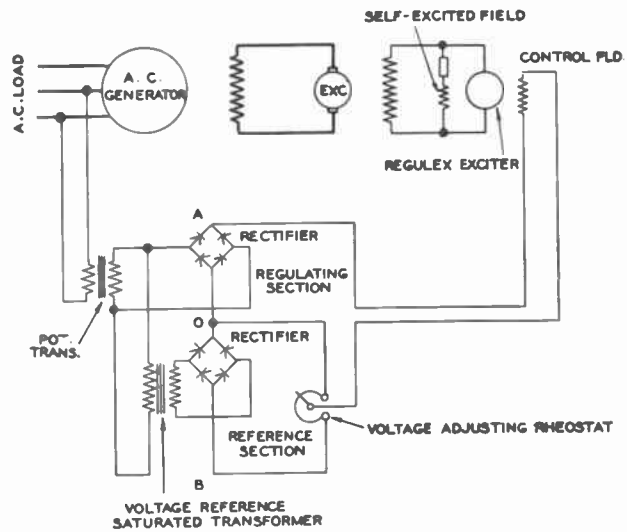 SELF-EXCITED FIELD
CONTROL FLD.
A.C. LOAD
A. C.
GENERATOR
EXC
REGULEX EXCITER
A
RECTIFIER
REGULATING
SECTION
POT.
TRANS.
O
RECTIFIER
REFERENCE
SECTION
VOLTAGE ADJUSTING RHEOSTAT
B
VOLTAGE REFERENCE
SATURATED TRANSFORMER